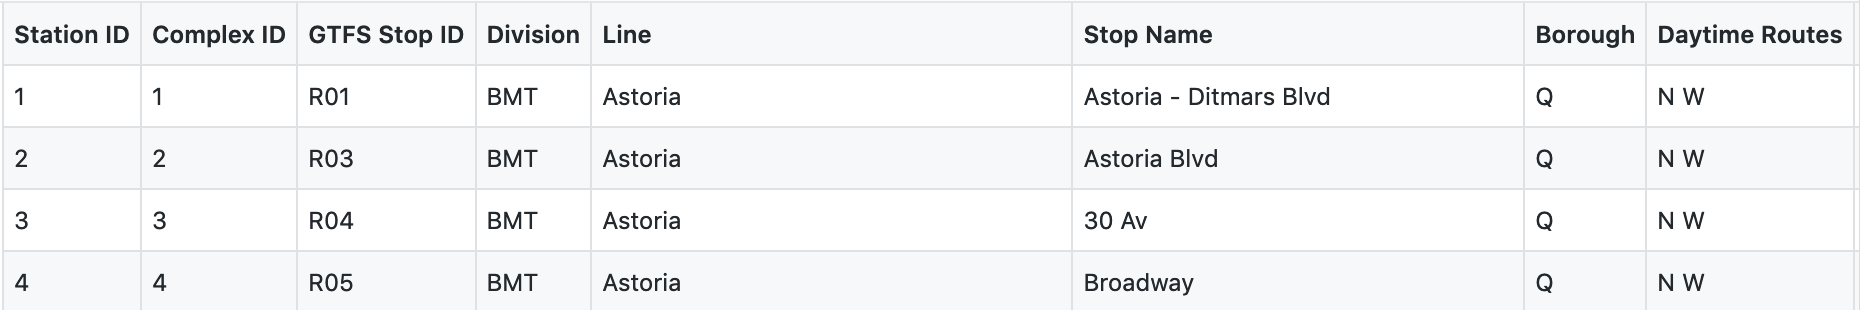 Station ID Complex ID GTFS Stop ID Division Line Stop Name Borough Daytime Routes
1 1 R01 BMT Astoria Astoria - Ditmars Blvd Q N W
2 2 R03 BMT Astoria Astoria Blvd Q N W
3 3 R04 BMT Astoria 30 Av Q N W
4 4 R05 BMT Astoria Broadway Q N W